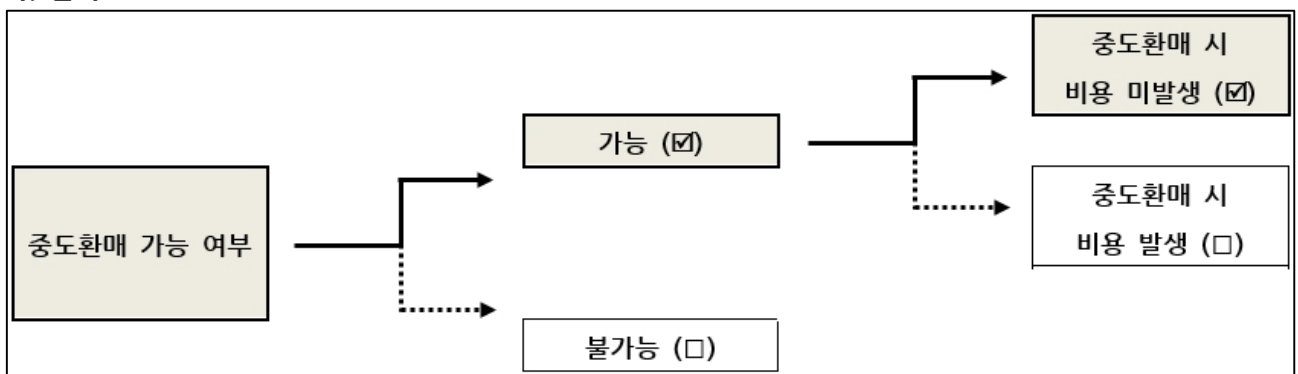 중도환매 가능 여부
가능 (☑)
불가능 (□)
중도환매 시
비용 미발생 (☑)
중도환매 시
비용 발생 (□)